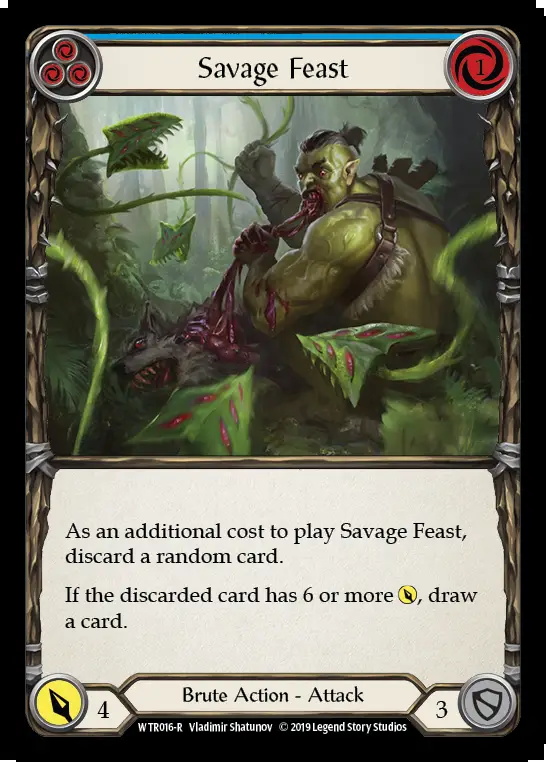 Savage Feast
1
As an additional cost to play Savage Feast,
discard a random card.
If the discarded card has 6 or more , draw
a card.
4
Brute Action - Attack
3
WTR016-R Vladimir Shatunov © 2019 Legend Story Studios